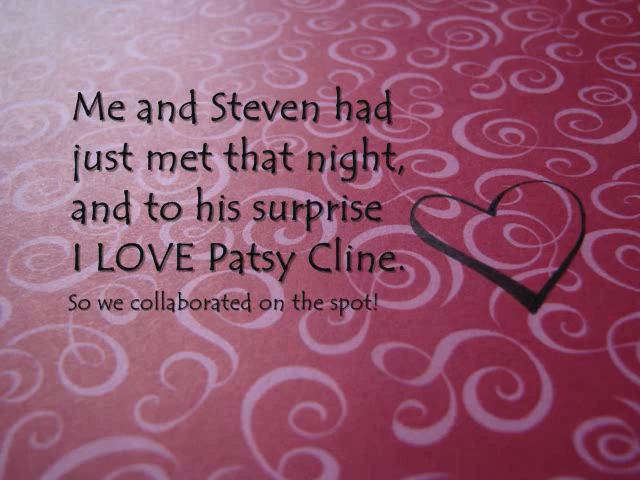 Me and Steven had
just met that night,
and to his surprise
I LOVE Patsy Cline.
So we collaborated on the spot!